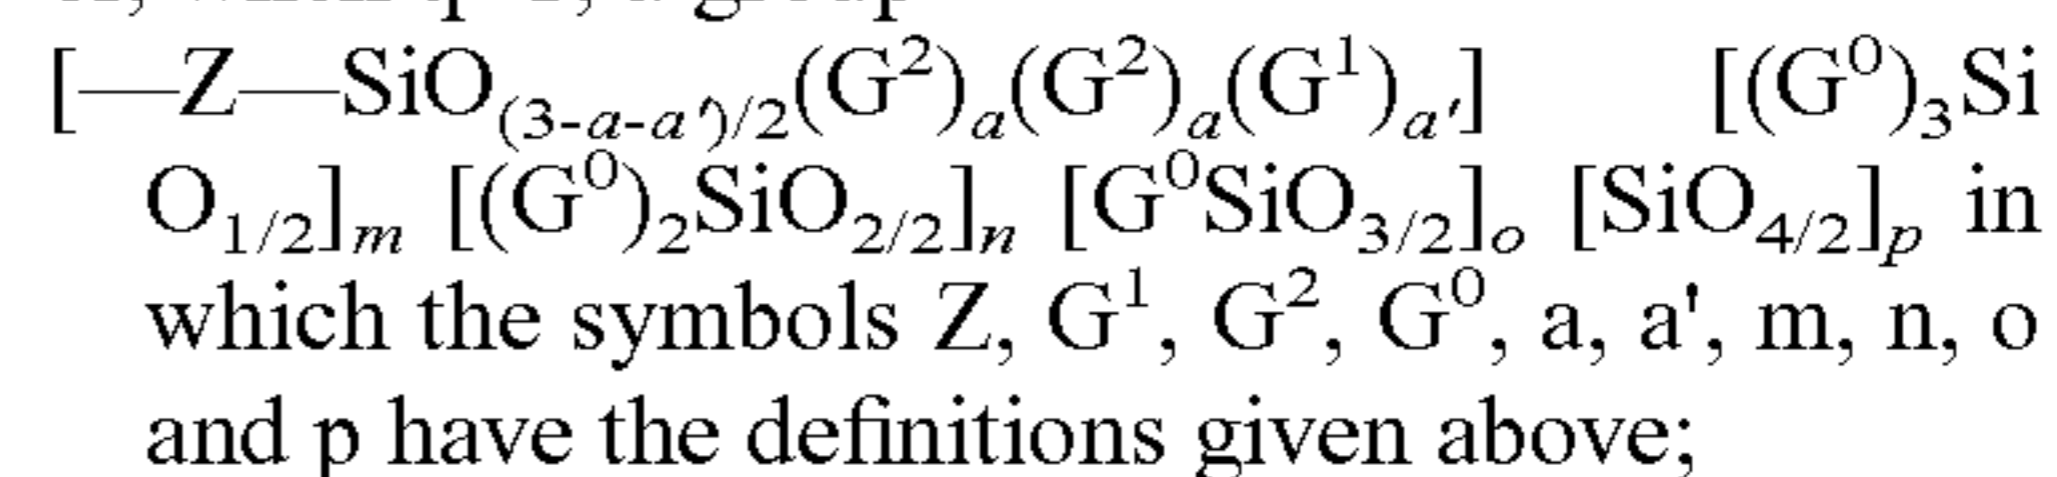 [—Z—SiO(3-a-a')/2(G²)a(G²)a(G¹)a'] [(G⁰)₃Si
O1/2]m [(G⁰)₂SiO2/2]n [G⁰SiO3/2]o [SiO4/2]p in
which the symbols Z, G¹, G², G⁰, a, a', m, n, o
and p have the definitions given above;